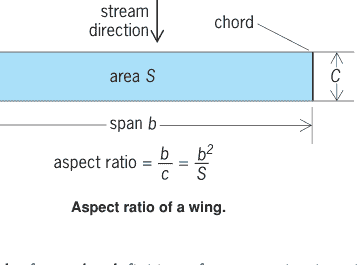 stream
direction
chord
area S
C
span b
aspect ratio = b/c = b²/S
Aspect ratio of a wing.